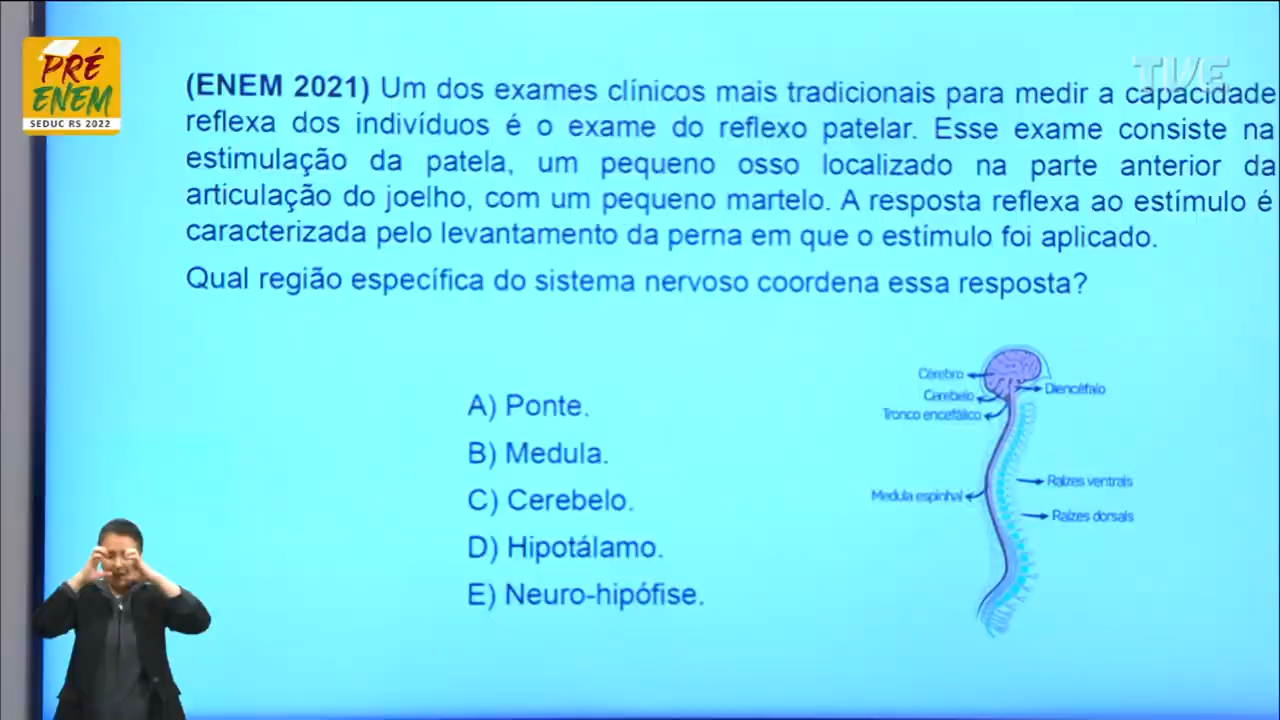 PRÉ
ENEM
SEDUC RS 2022
TVE
(ENEM 2021) Um dos exames clínicos mais tradicionais para medir a capacidade
reflexa dos indivíduos é o exame do reflexo patelar. Esse exame consiste na
estimulação da patela, um pequeno osso localizado na parte anterior da
articulação do joelho, com um pequeno martelo. A resposta reflexa ao estímulo é
caracterizada pelo levantamento da perna em que o estímulo foi aplicado.
Qual região específica do sistema nervoso coordena essa resposta?
A) Ponte.
B) Medula.
C) Cerebelo.
D) Hipotálamo.
E) Neuro-hipófise.
Cérebro
Diencéfalo
Cerebelo
Tronco encefálico
Raízes ventrais
Medula espinhal
Raízes dorsais